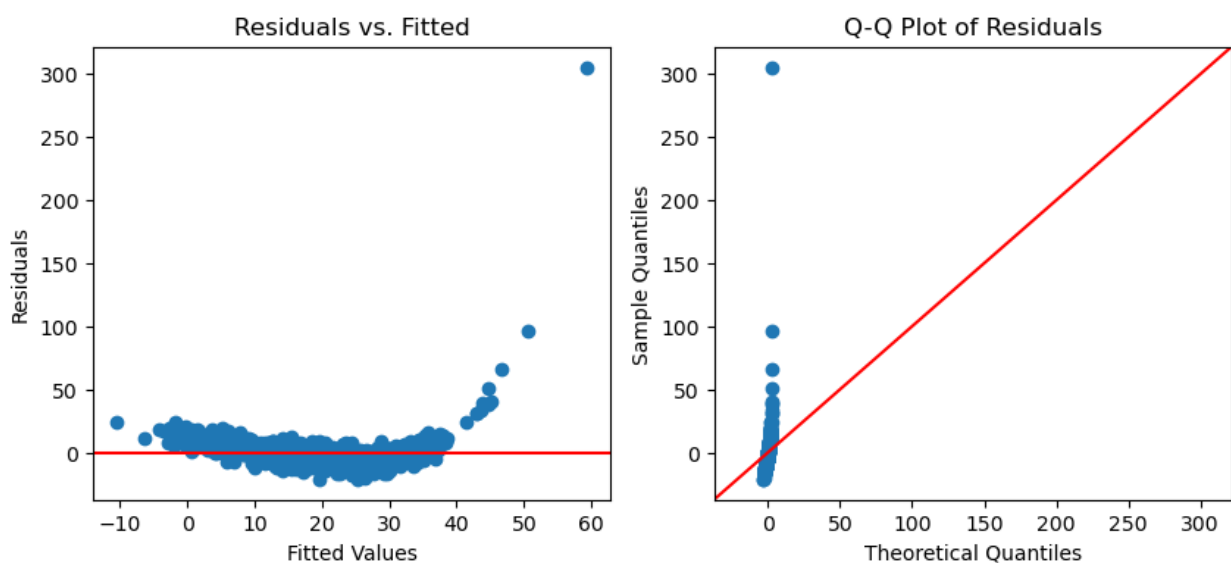 Residuals vs. Fitted
Residuals
300
250
200
150
100
50
0
−10 0 10 20 30 40 50 60
Fitted Values
Q-Q Plot of Residuals
Sample Quantiles
300
250
200
150
100
50
0
0 50 100 150 200 250 300
Theoretical Quantiles